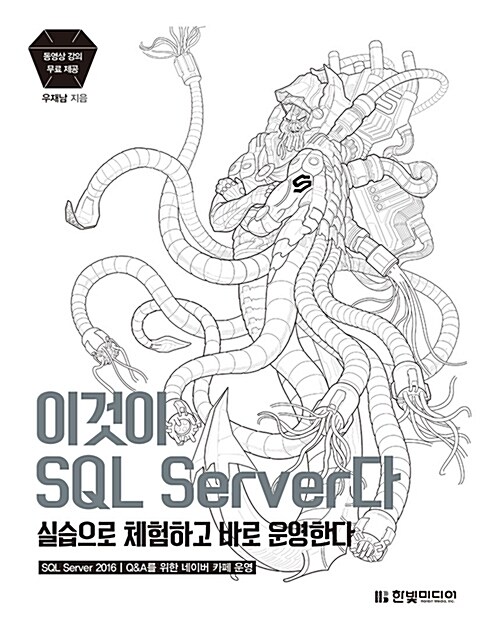 동영상 강의
무료 제공
우재남 지음
S
이것이
SQL Server다
실습으로 체험하고 바로 운영한다
SQL Server 2016 | Q&A를 위한 네이버 카페 운영
한빛미디어
Hanbit Media, Inc.